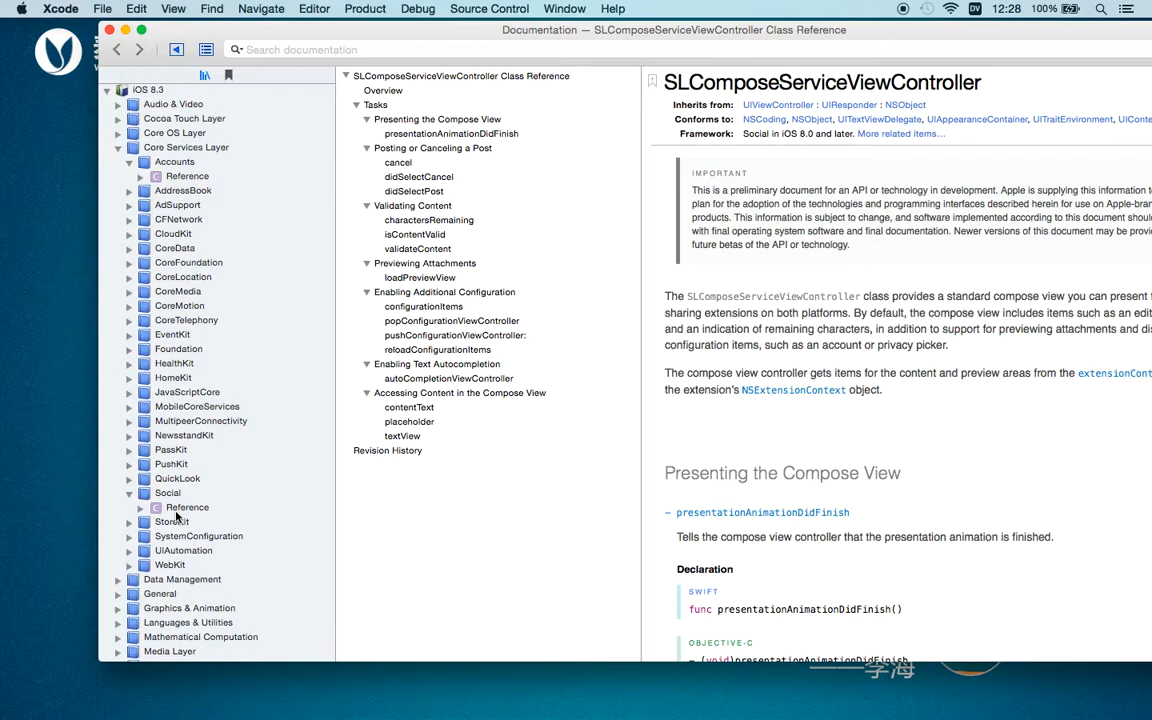 Xcode File Edit View Find Navigate Editor Product Debug Source Control Window Help DV 12:28 100%
Documentation — SLComposeServiceViewController Class Reference
Search documentation
iOS 8.3
Audio & Video
Cocoa Touch Layer
Core OS Layer
Core Services Layer
Accounts
C Reference
AddressBook
AdSupport
CFNetwork
CloudKit
CoreData
CoreFoundation
CoreLocation
CoreMedia
CoreMotion
CoreTelephony
EventKit
Foundation
HealthKit
HomeKit
JavaScriptCore
MobileCoreServices
MultipeerConnectivity
NewsstandKit
PassKit
PushKit
QuickLook
Social
C Reference
StoreKit
SystemConfiguration
UIAutomation
WebKit
Data Management
General
Graphics & Animation
Languages & Utilities
Mathematical Computation
Media Layer
SLComposeServiceViewController Class Reference
Overview
Tasks
Presenting the Compose View
presentationAnimationDidFinish
Posting or Canceling a Post
cancel
didSelectCancel
didSelectPost
Validating Content
charactersRemaining
isContentValid
validateContent
Previewing Attachments
loadPreviewView
Enabling Additional Configuration
configurationItems
popConfigurationViewController
pushConfigurationViewController:
reloadConfigurationItems
Enabling Text Autocompletion
autoCompletionViewController
Accessing Content in the Compose View
contentText
placeholder
textView
Revision History
SLComposeServiceViewController
Inherits from: UIViewController : UIResponder : NSObject
Conforms to: NSCoding, NSObject, UITextViewDelegate, UIAppearanceContainer, UITraitEnvironment, UIConte
Framework: Social in iOS 8.0 and later. More related items...
IMPORTANT
This is a preliminary document for an API or technology in development. Apple is supplying this information t
plan for the adoption of the technologies and programming interfaces described herein for use on Apple-bran
products. This information is subject to change, and software implemented according to this document shou
with final operating system software and final documentation. Newer versions of this document may be provi
future betas of the API or technology.
The SLComposeServiceViewController class provides a standard compose view you can present f
sharing extensions on both platforms. By default, the compose view includes items such as an edit
and an indication of remaining characters, in addition to support for previewing attachments and di
configuration items, such as an account or privacy picker.
The compose view controller gets items for the content and preview areas from the extensionCont
the extension's NSExtensionContext object.
Presenting the Compose View
– presentationAnimationDidFinish
Tells the compose view controller that the presentation animation is finished.
Declaration
SWIFT
func presentationAnimationDidFinish()
OBJECTIVE-C
– (void)presentationAnimationDidFinish
——李海